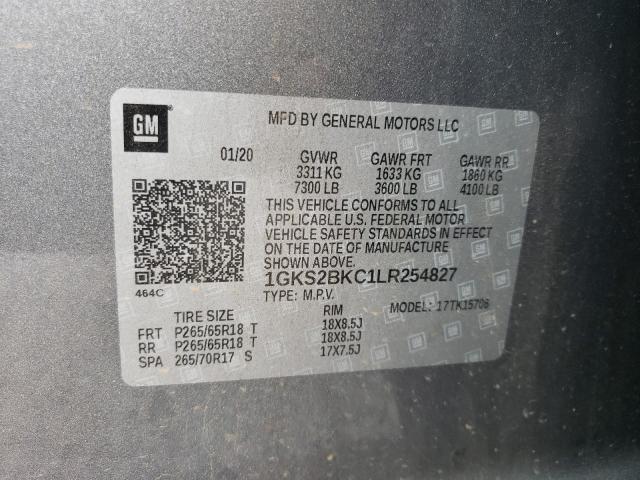 GM
MFD BY GENERAL MOTORS LLC
01/20 GVWR GAWR FRT GAWR RR
3311 KG 1633 KG 1860 KG
7300 LB 3600 LB 4100 LB
THIS VEHICLE CONFORMS TO ALL
APPLICABLE U.S. FEDERAL MOTOR
VEHICLE SAFETY STANDARDS IN EFFECT
ON THE DATE OF MANUFACTURE
SHOWN ABOVE.
464C
1GKS2BKC1LR254827
TYPE: M.P.V. MODEL: 17TK15706
TIRE SIZE RIM
FRT P265/65R18 T 18X8.5J
RR P265/65R18 T 18X8.5J
SPA 265/70R17 S 17X7.5J